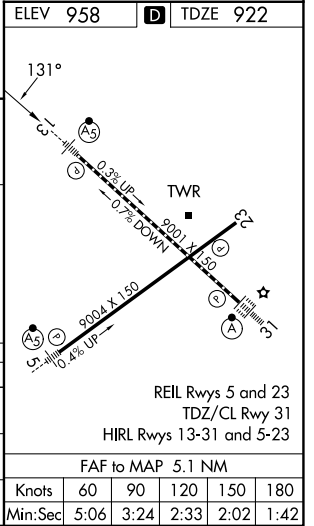 ELEV 958 D TDZE 922
131°
13
A5
P
0.3% UP
0.7% DOWN
TWR
23
P
9001 X 150
P
A
31
9004 X 150
A5
P
5
0.4% UP
REIL Rwys 5 and 23
TDZ/CL Rwy 31
HIRL Rwys 13-31 and 5-23
FAF to MAP 5.1 NM
Knots 60 90 120 150 180
Min:Sec 5:06 3:24 2:33 2:02 1:42